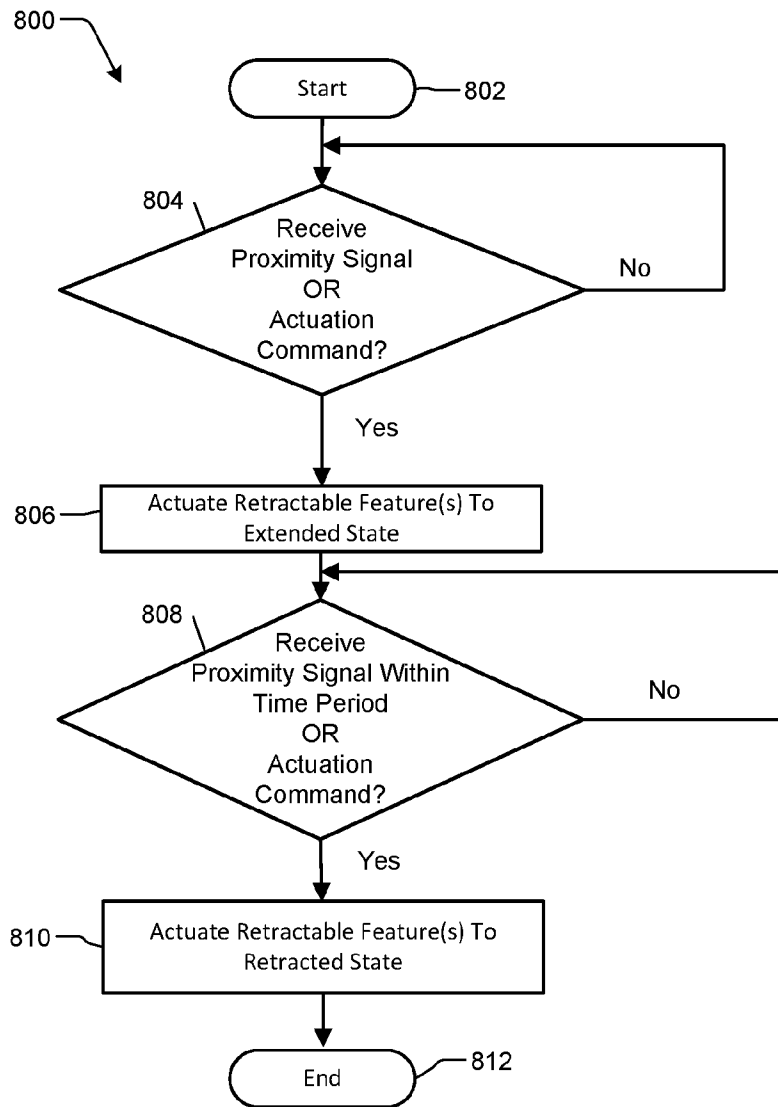 800
Start
802
804
Receive
Proximity Signal
OR
Actuation
Command?
No
Yes
806
Actuate Retractable Feature(s) To
Extended State
808
Receive
Proximity Signal Within
Time Period
OR
Actuation
Command?
No
Yes
810
Actuate Retractable Feature(s) To
Retracted State
End
812